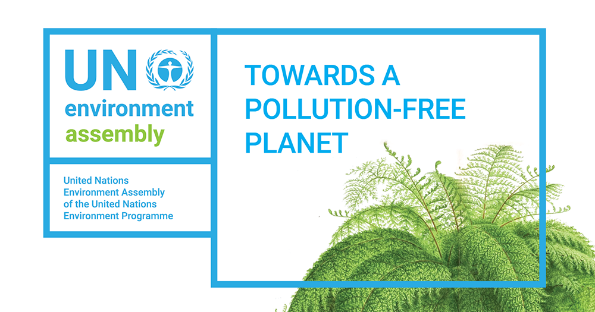 UN
environment
assembly
United Nations
Environment Assembly
of the United Nations
Environment Programme
TOWARDS A
POLLUTION-FREE
PLANET